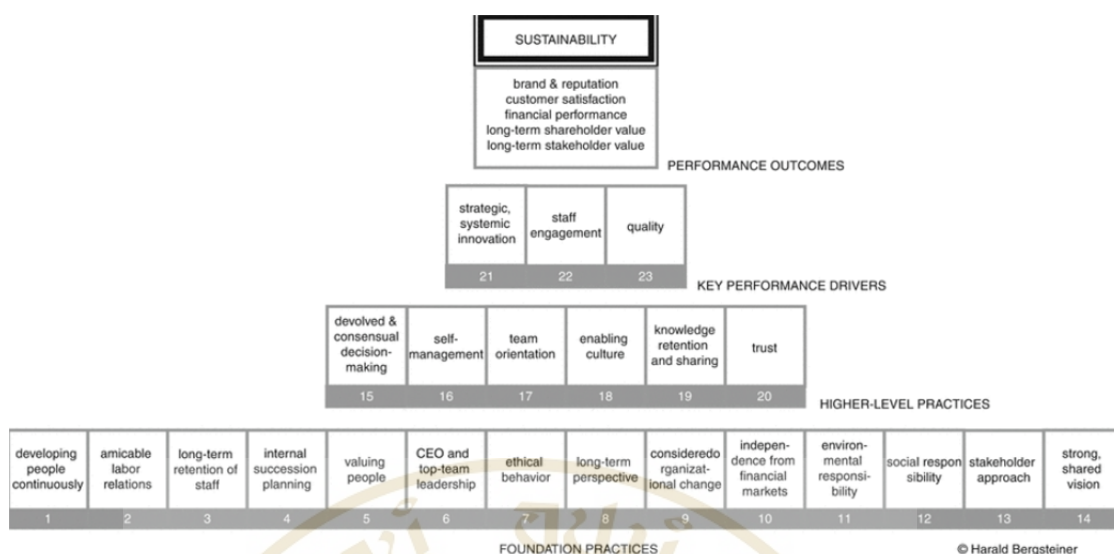 SUSTAINABILITY
brand & reputation
customer satisfaction
financial performance
long-term shareholder value
long-term stakeholder value
PERFORMANCE OUTCOMES
strategic,
systemic
innovation
21
staff
engagement
22
quality
23
KEY PERFORMANCE DRIVERS
devolved &
consensual
decision-
making
15
self-
management
16
team
orientation
17
enabling
culture
18
knowledge
retention
and sharing
19
trust
20
HIGHER-LEVEL PRACTICES
developing
people
continuously
1
amicable
labor
relations
2
long-term
retention of
staff
3
internal
succession
planning
4
valuing
people
5
CEO and
top-team
leadership
6
ethical
behavior
7
long-term
perspective
8
consideredo
rganizat-
ional change
9
indepen-
dence from
financial
markets
10
environ-
mental
responsi-
bility
11
social respon
sibility
12
stakeholder
approach
13
strong,
shared
vision
14
FOUNDATION PRACTICES
© Harald Bergsteiner